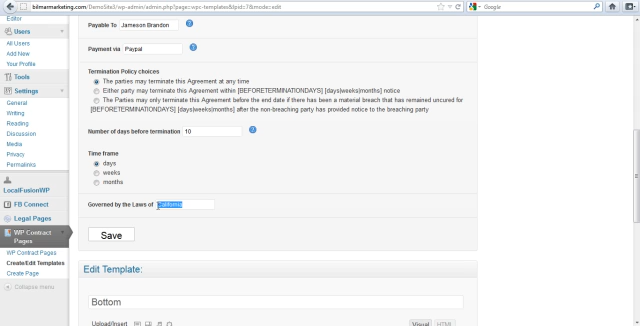 bilmarmarketing.com/DemoSite3/wp-admin/admin.php?page=wpc-templates&lpid=7&mode=edit
Google
Editor
Users
All Users
Add New
Your Profile
Tools
Settings
General
Writing
Reading
Discussion
Media
Privacy
Permalinks
LocalFusionWP
FB Connect
Legal Pages
WP Contract
Pages
WP Contract Pages
Create/Edit Templates
Create Page
Collapse menu
Payable To Jameson Brandon
Payment via Paypal
Termination Policy choices
The parties may terminate this Agreement at any time
Either party may terminate this Agreement within [BEFORETERMINATIONDAYS] [days|weeks|months] notice
The Parties may only terminate this Agreement before the end date if there has been a material breach that has remained uncured for
[BEFORETERMINATIONDAYS] [days|weeks|months] after the non-breaching party has provided notice to the breaching party
Number of days before termination 10
Time frame
days
weeks
months
Governed by the Laws of California
Save
Edit Template:
Bottom
Upload/Insert
Visual HTML